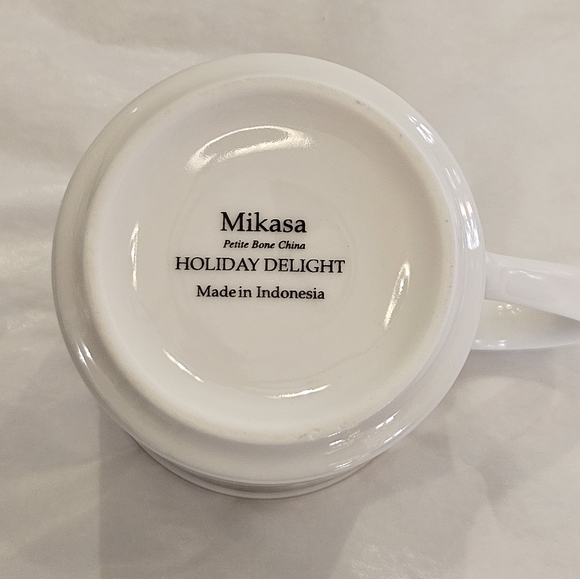 Mikasa
Petite Bone China
HOLIDAY DELIGHT
Made in Indonesia